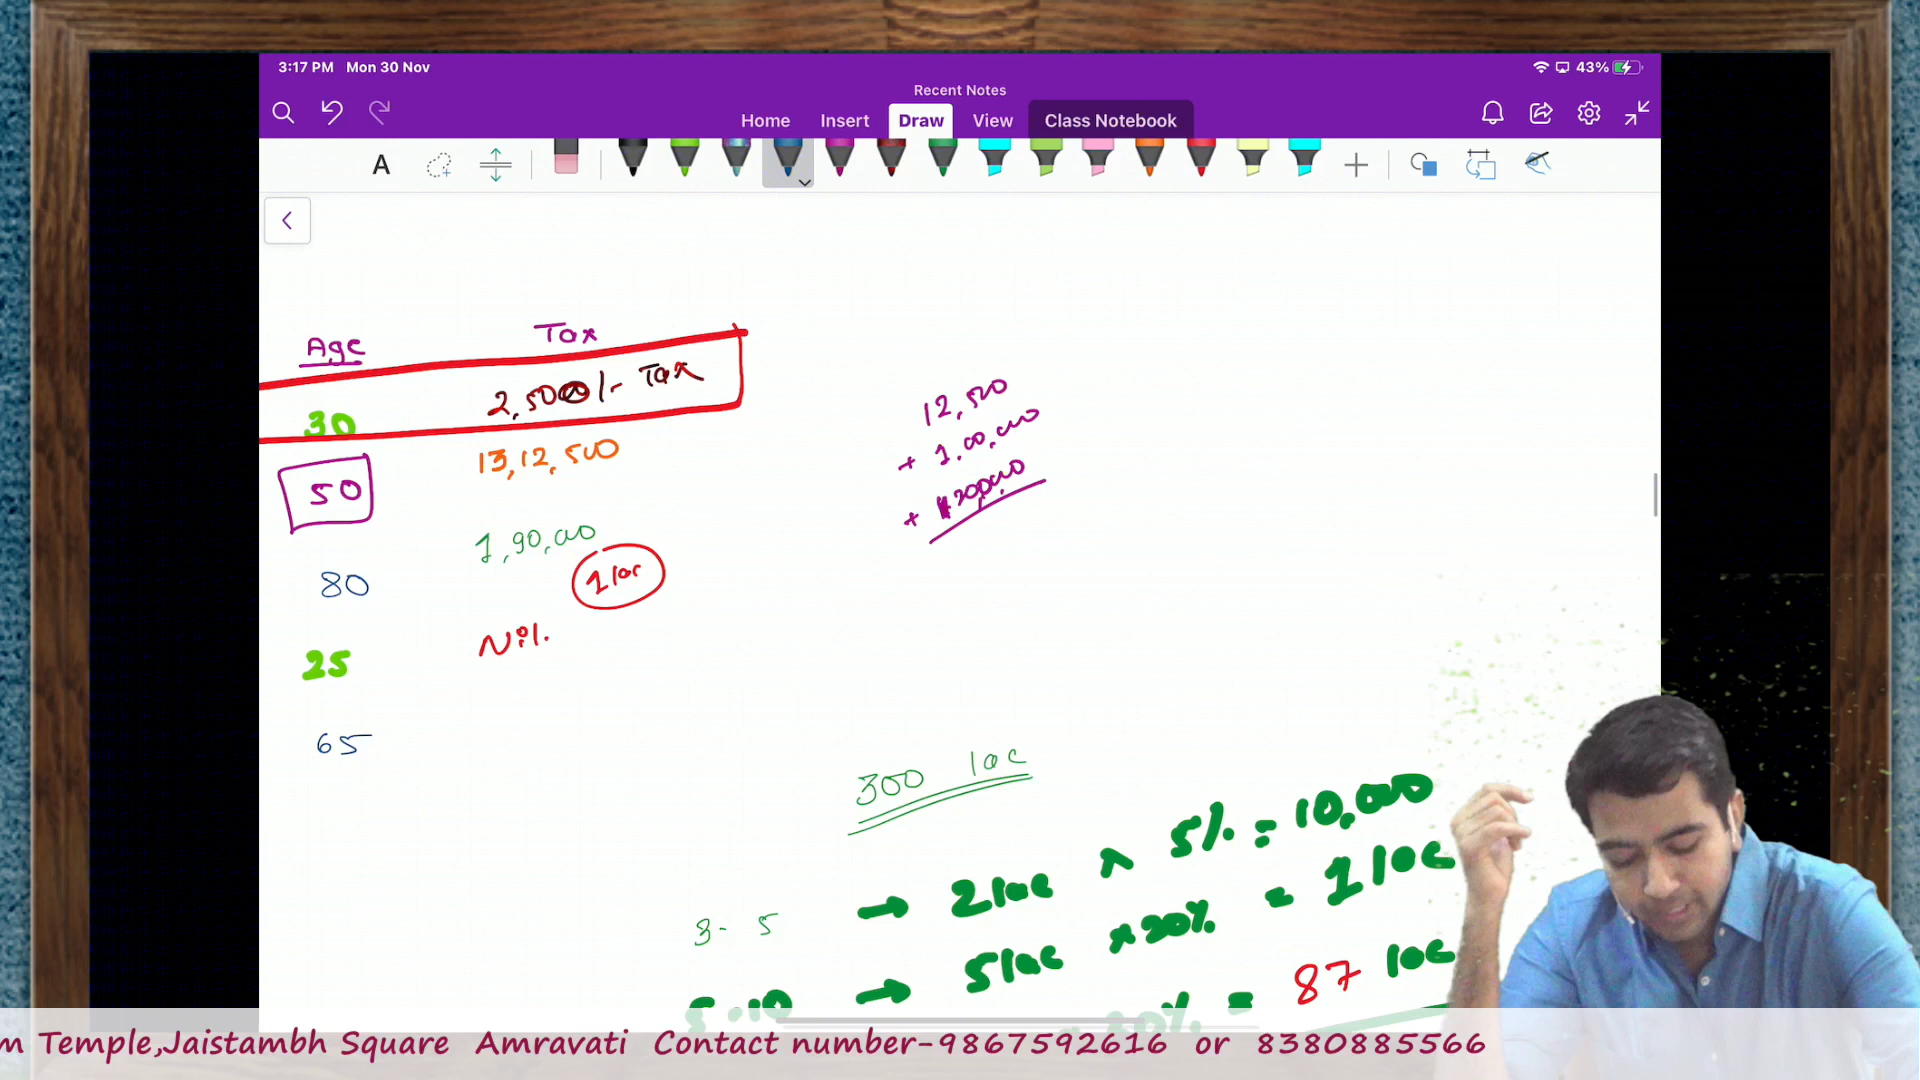 3:17 PM Mon 30 Nov
43%
Recent Notes
Home Insert Draw View Class Notebook
A
Age Tax
30 2,500/- Tax
50 13,12,500
80 1,90,000
1 lac
25 Nil.
65
12,500
+ 1,00,000
+
300 lac
3 - 5 → 2 lac × 5% = 10,000
5 - 10 → 5 lac × 20% = 1 lac
= 87 lac
m Temple,Jaistambh Square Amravati Contact number-9867592616 or 8380885566